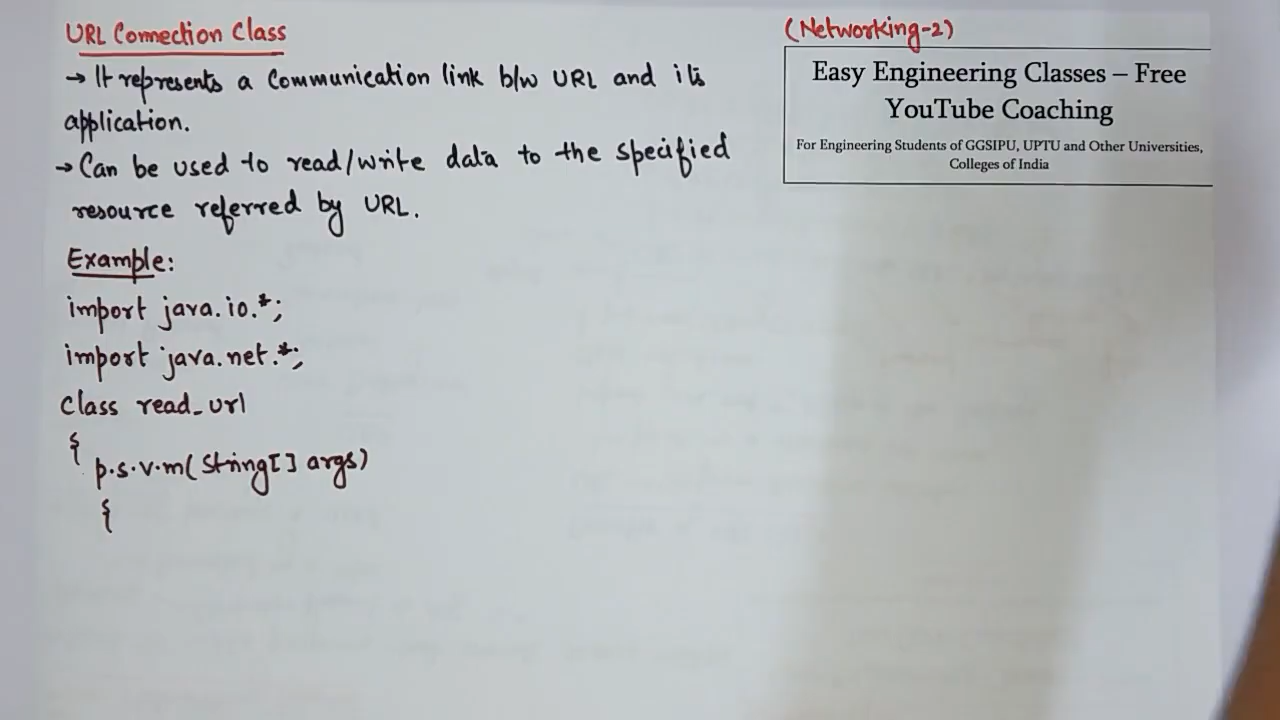 URL Connection Class
→ It represents a communication link b/w URL and its
application.
→ Can be used to read/write data to the specified
resource referred by URL.
Example:
import java.io.*;
import java.net.*;
class read_url
{
p.s.v.m(String[] args)
{
(Networking-2)
Easy Engineering Classes – Free
YouTube Coaching
For Engineering Students of GGSIPU, UPTU and Other Universities,
Colleges of India